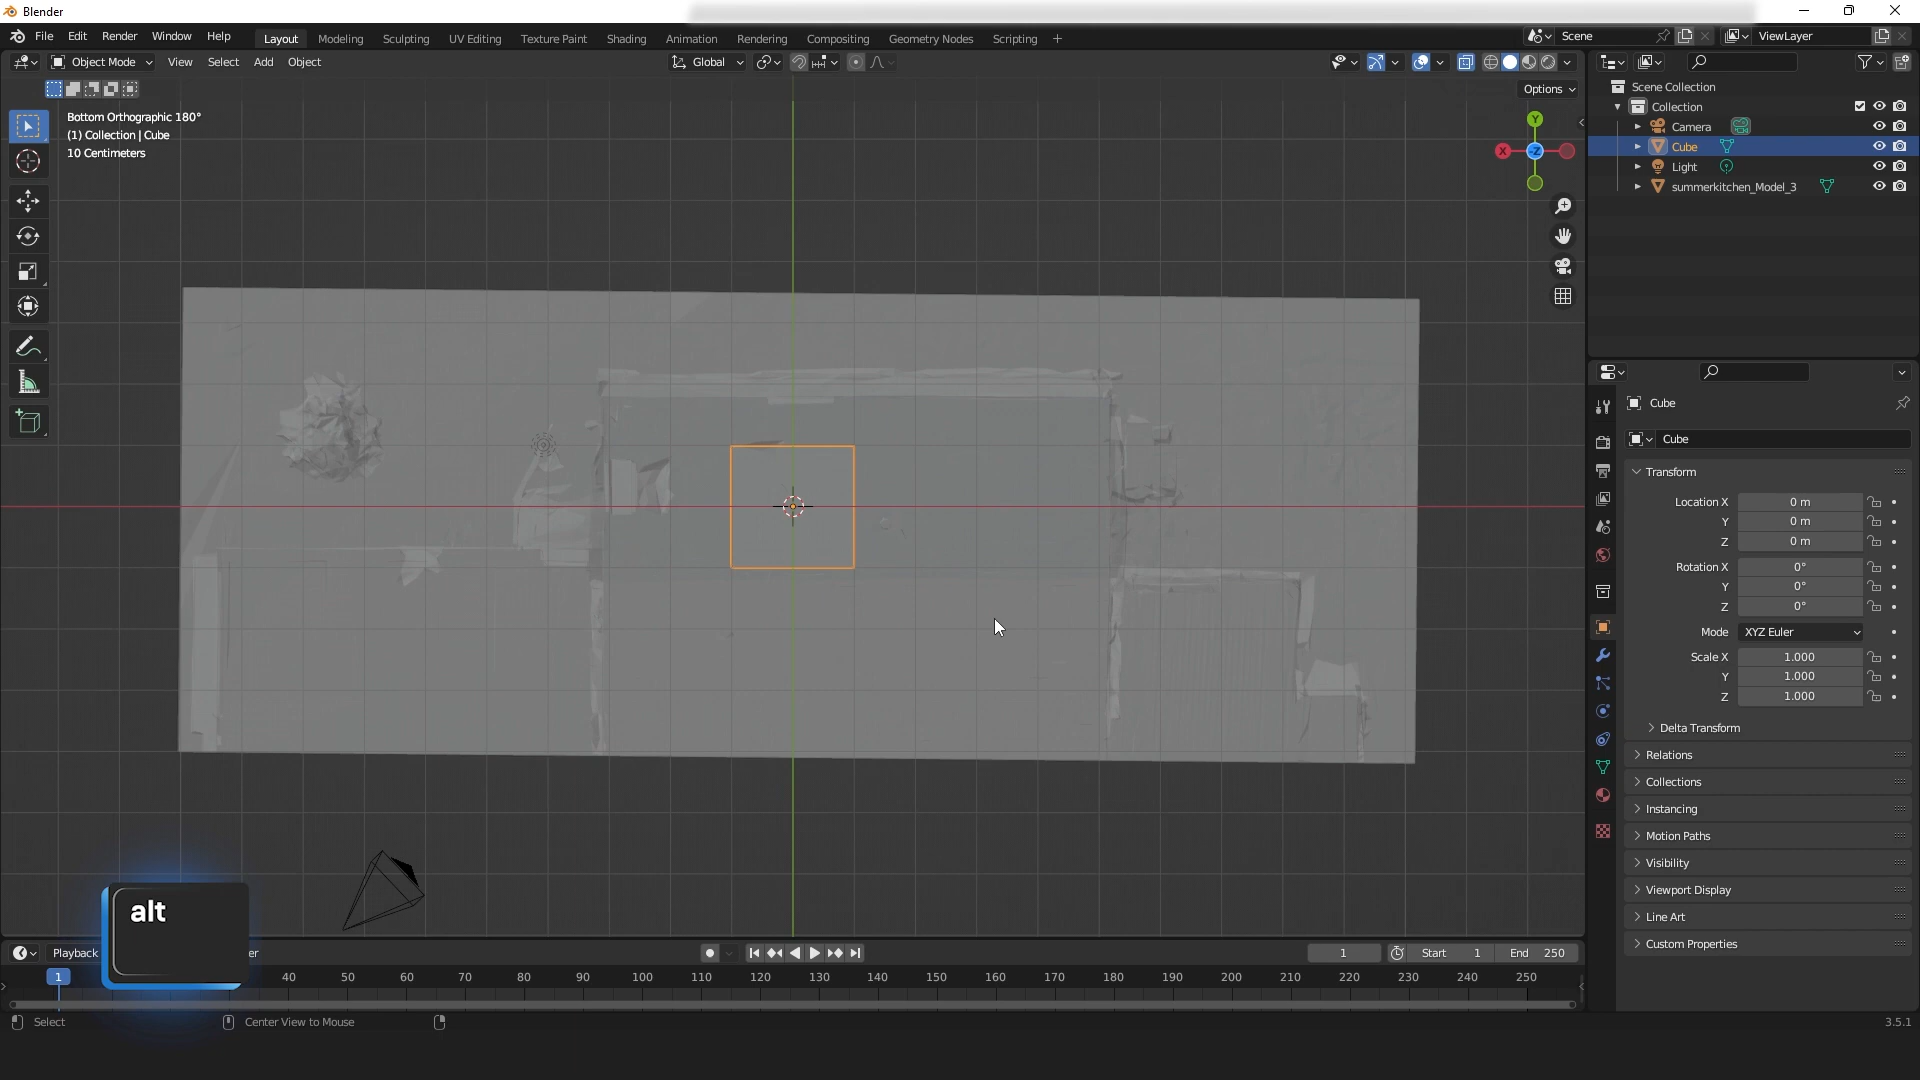 Blender
File Edit Render Window Help
Layout Modeling Sculpting UV Editing Texture Paint Shading Animation Rendering Compositing Geometry Nodes Scripting +
Scene
ViewLayer
Object Mode View Select Add Object
Global
Options
Bottom Orthographic 180°
(1) Collection | Cube
10 Centimeters
Y
X
-Z
Scene Collection
Collection
Camera
Cube
Light
summerkitchen_Model_3
Cube
Cube
Transform
Location X 0 m
Y 0 m
Z 0 m
Rotation X 0°
Y 0°
Z 0°
Mode XYZ Euler
Scale X 1.000
Y 1.000
Z 1.000
Delta Transform
Relations
Collections
Instancing
Motion Paths
Visibility
Viewport Display
Line Art
Custom Properties
alt
Playback
er
1
Start 1
End 250
1 40 50 60 70 80 90 100 110 120 130 140 150 160 170 180 190 200 210 220 230 240 250
Select
Center View to Mouse
3.5.1